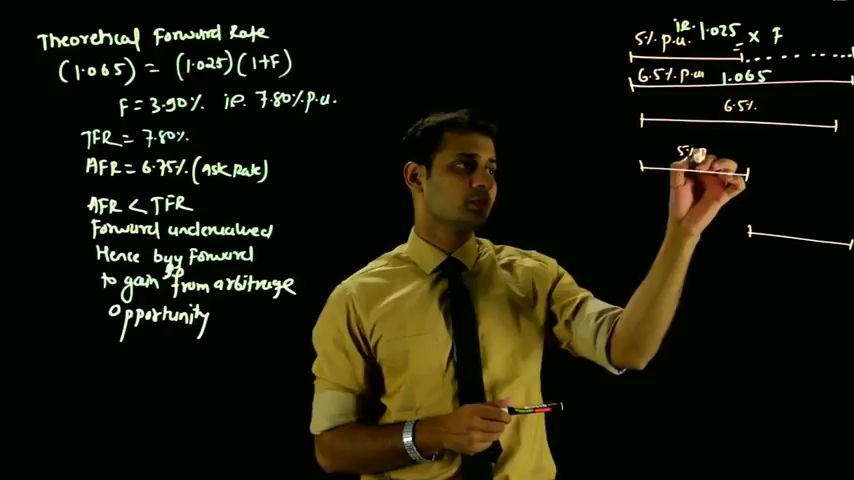 Theoretical Forward Rate
(1.065) = (1.025)(1+F)
F = 3.90%. ie. 7.80% p.u.
TFR = 7.80%.
AFR = 6.75% (ask Rate)
AFR < TFR
Forward undervalued
Hence buy Forward
to gain from arbitrage
opportunity
ie. 1.025 × F
5% p.u.
6.5% p.u 1.065
6.5%
5%